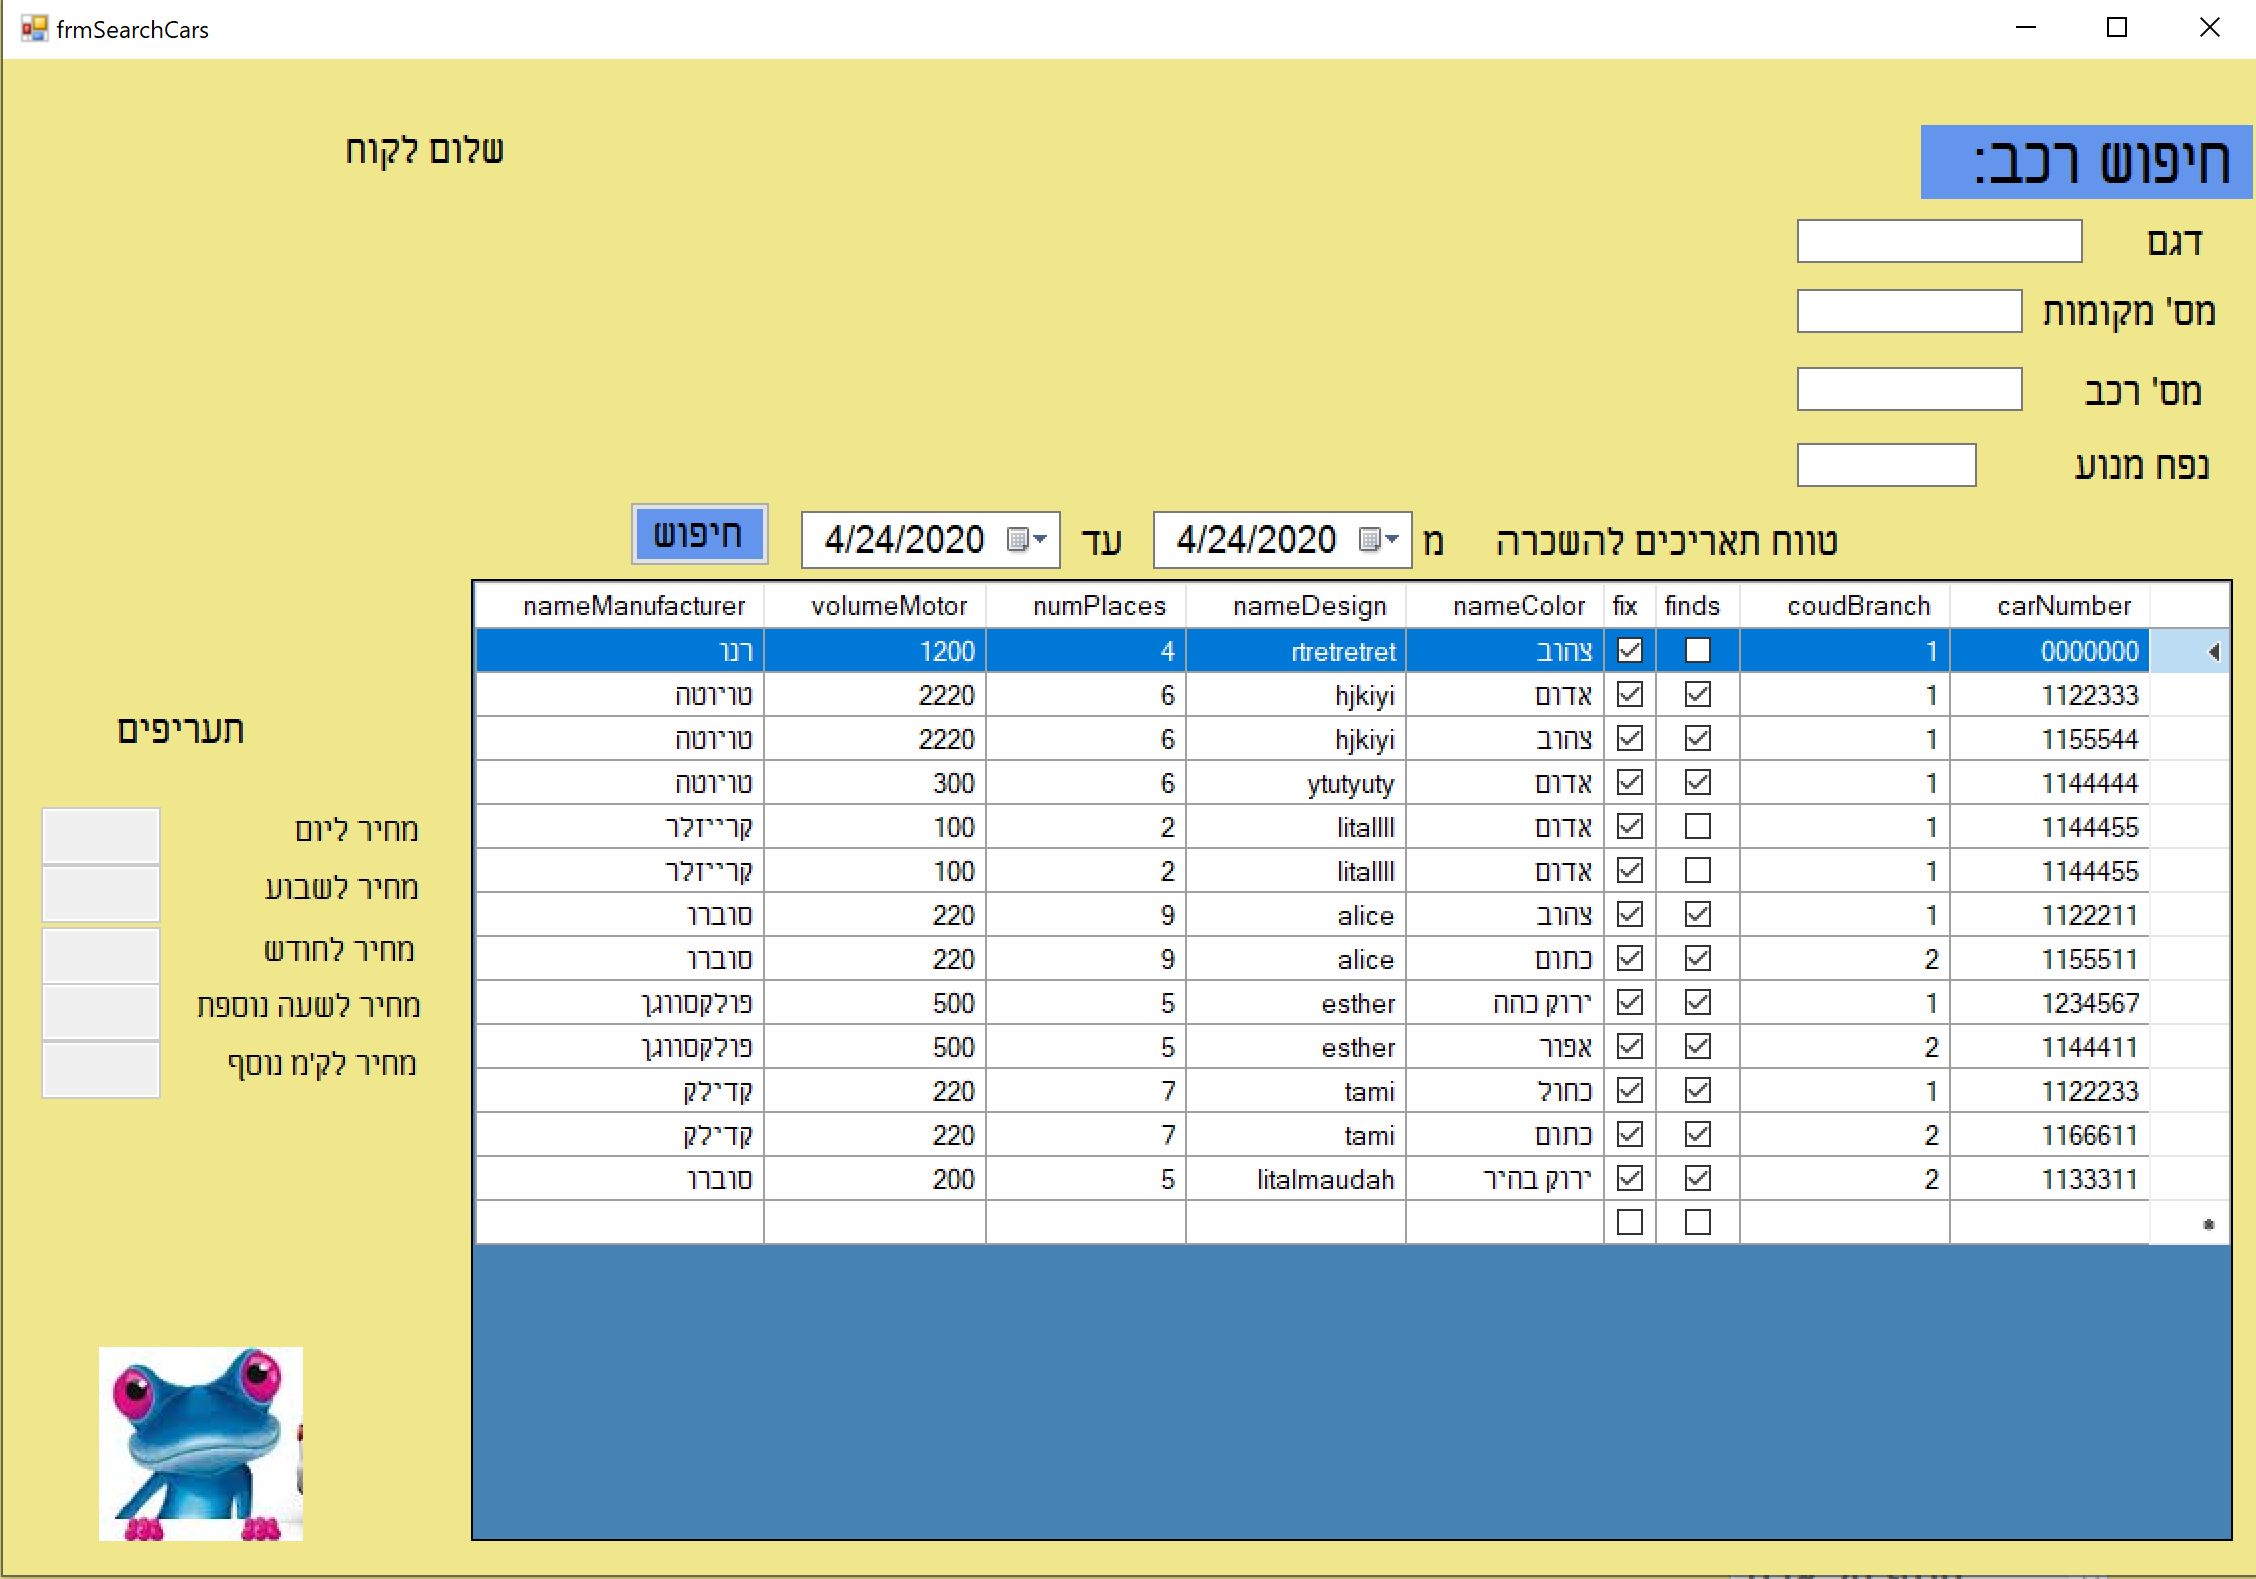 frmSearchCars
שלום לקוח
חיפוש רכב:
דגם
מס' מקומות
מס' רכב
נפח מנוע
טווח תאריכים להשכרה מ 4/24/2020 עד 4/24/2020 חיפוש
carNumber coudBranch finds fix nameColor nameDesign numPlaces volumeMotor nameManufacturer
0000000 1 צהוב rtretretret 4 1200 רנו
1122333 1 אדום hjkiyi 6 2220 טויוטה
1155544 1 צהוב hjkiyi 6 2220 טויוטה
1144444 1 אדום ytutyuty 6 300 טויוטה
1144455 1 אדום litallll 2 100 קרייזלר
1144455 1 אדום litallll 2 100 קרייזלר
1122211 1 צהוב alice 9 220 סוברו
1155511 2 כתום alice 9 220 סוברו
1234567 1 ירוק כהה esther 5 500 פולקסווגן
1144411 2 אפור esther 5 500 פולקסווגן
1122233 1 כחול tami 7 220 קדילק
1166611 2 כתום tami 7 220 קדילק
1133311 2 ירוק בהיר litalmaudah 5 200 סוברו
תעריפים
מחיר ליום
מחיר לשבוע
מחיר לחודש
מחיר לשעה נוספת
מחיר לק'מ נוסף